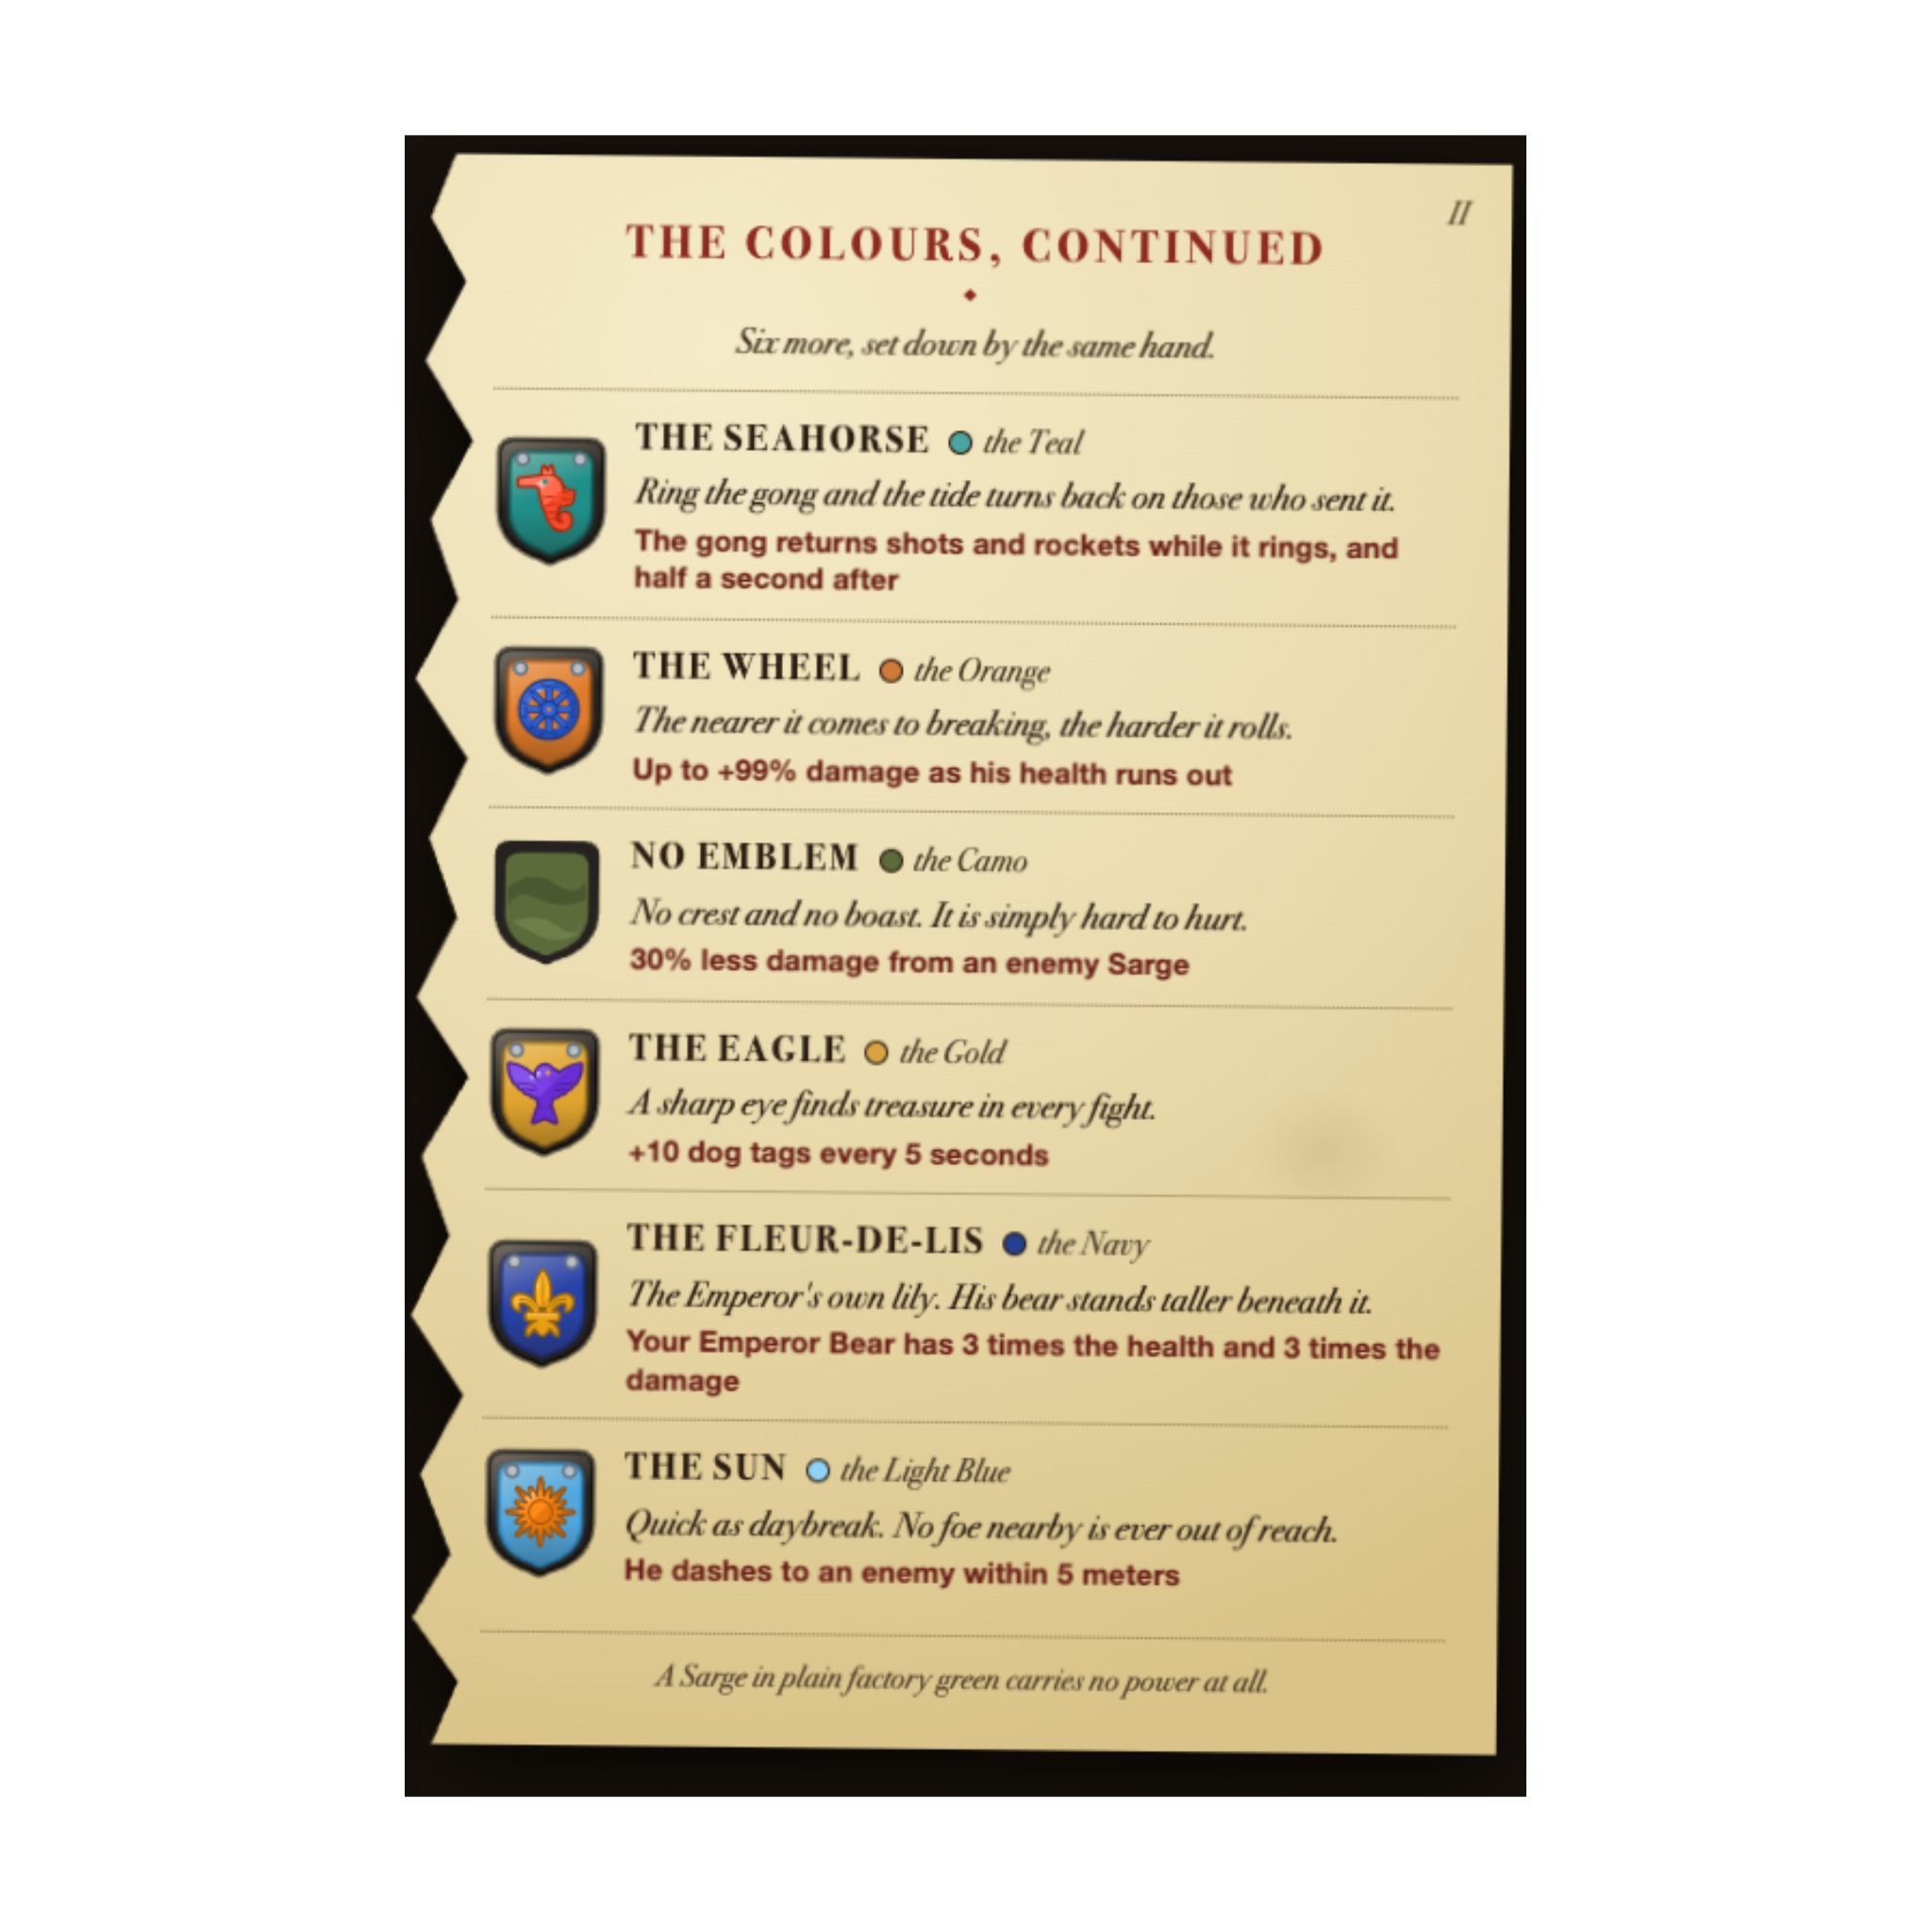 II
THE COLOURS, CONTINUED
Six more, set down by the same hand.
THE SEAHORSE the Teal
Ring the gong and the tide turns back on those who sent it.
The gong returns shots and rockets while it rings, and
half a second after
THE WHEEL the Orange
The nearer it comes to breaking, the harder it rolls.
Up to +99% damage as his health runs out
NO EMBLEM the Camo
No crest and no boast. It is simply hard to hurt.
30% less damage from an enemy Sarge
THE EAGLE the Gold
A sharp eye finds treasure in every fight.
+10 dog tags every 5 seconds
THE FLEUR-DE-LIS the Navy
The Emperor's own lily. His bear stands taller beneath it.
Your Emperor Bear has 3 times the health and 3 times the
damage
THE SUN the Light Blue
Quick as daybreak. No foe nearby is ever out of reach.
He dashes to an enemy within 5 meters
A Sarge in plain factory green carries no power at all.